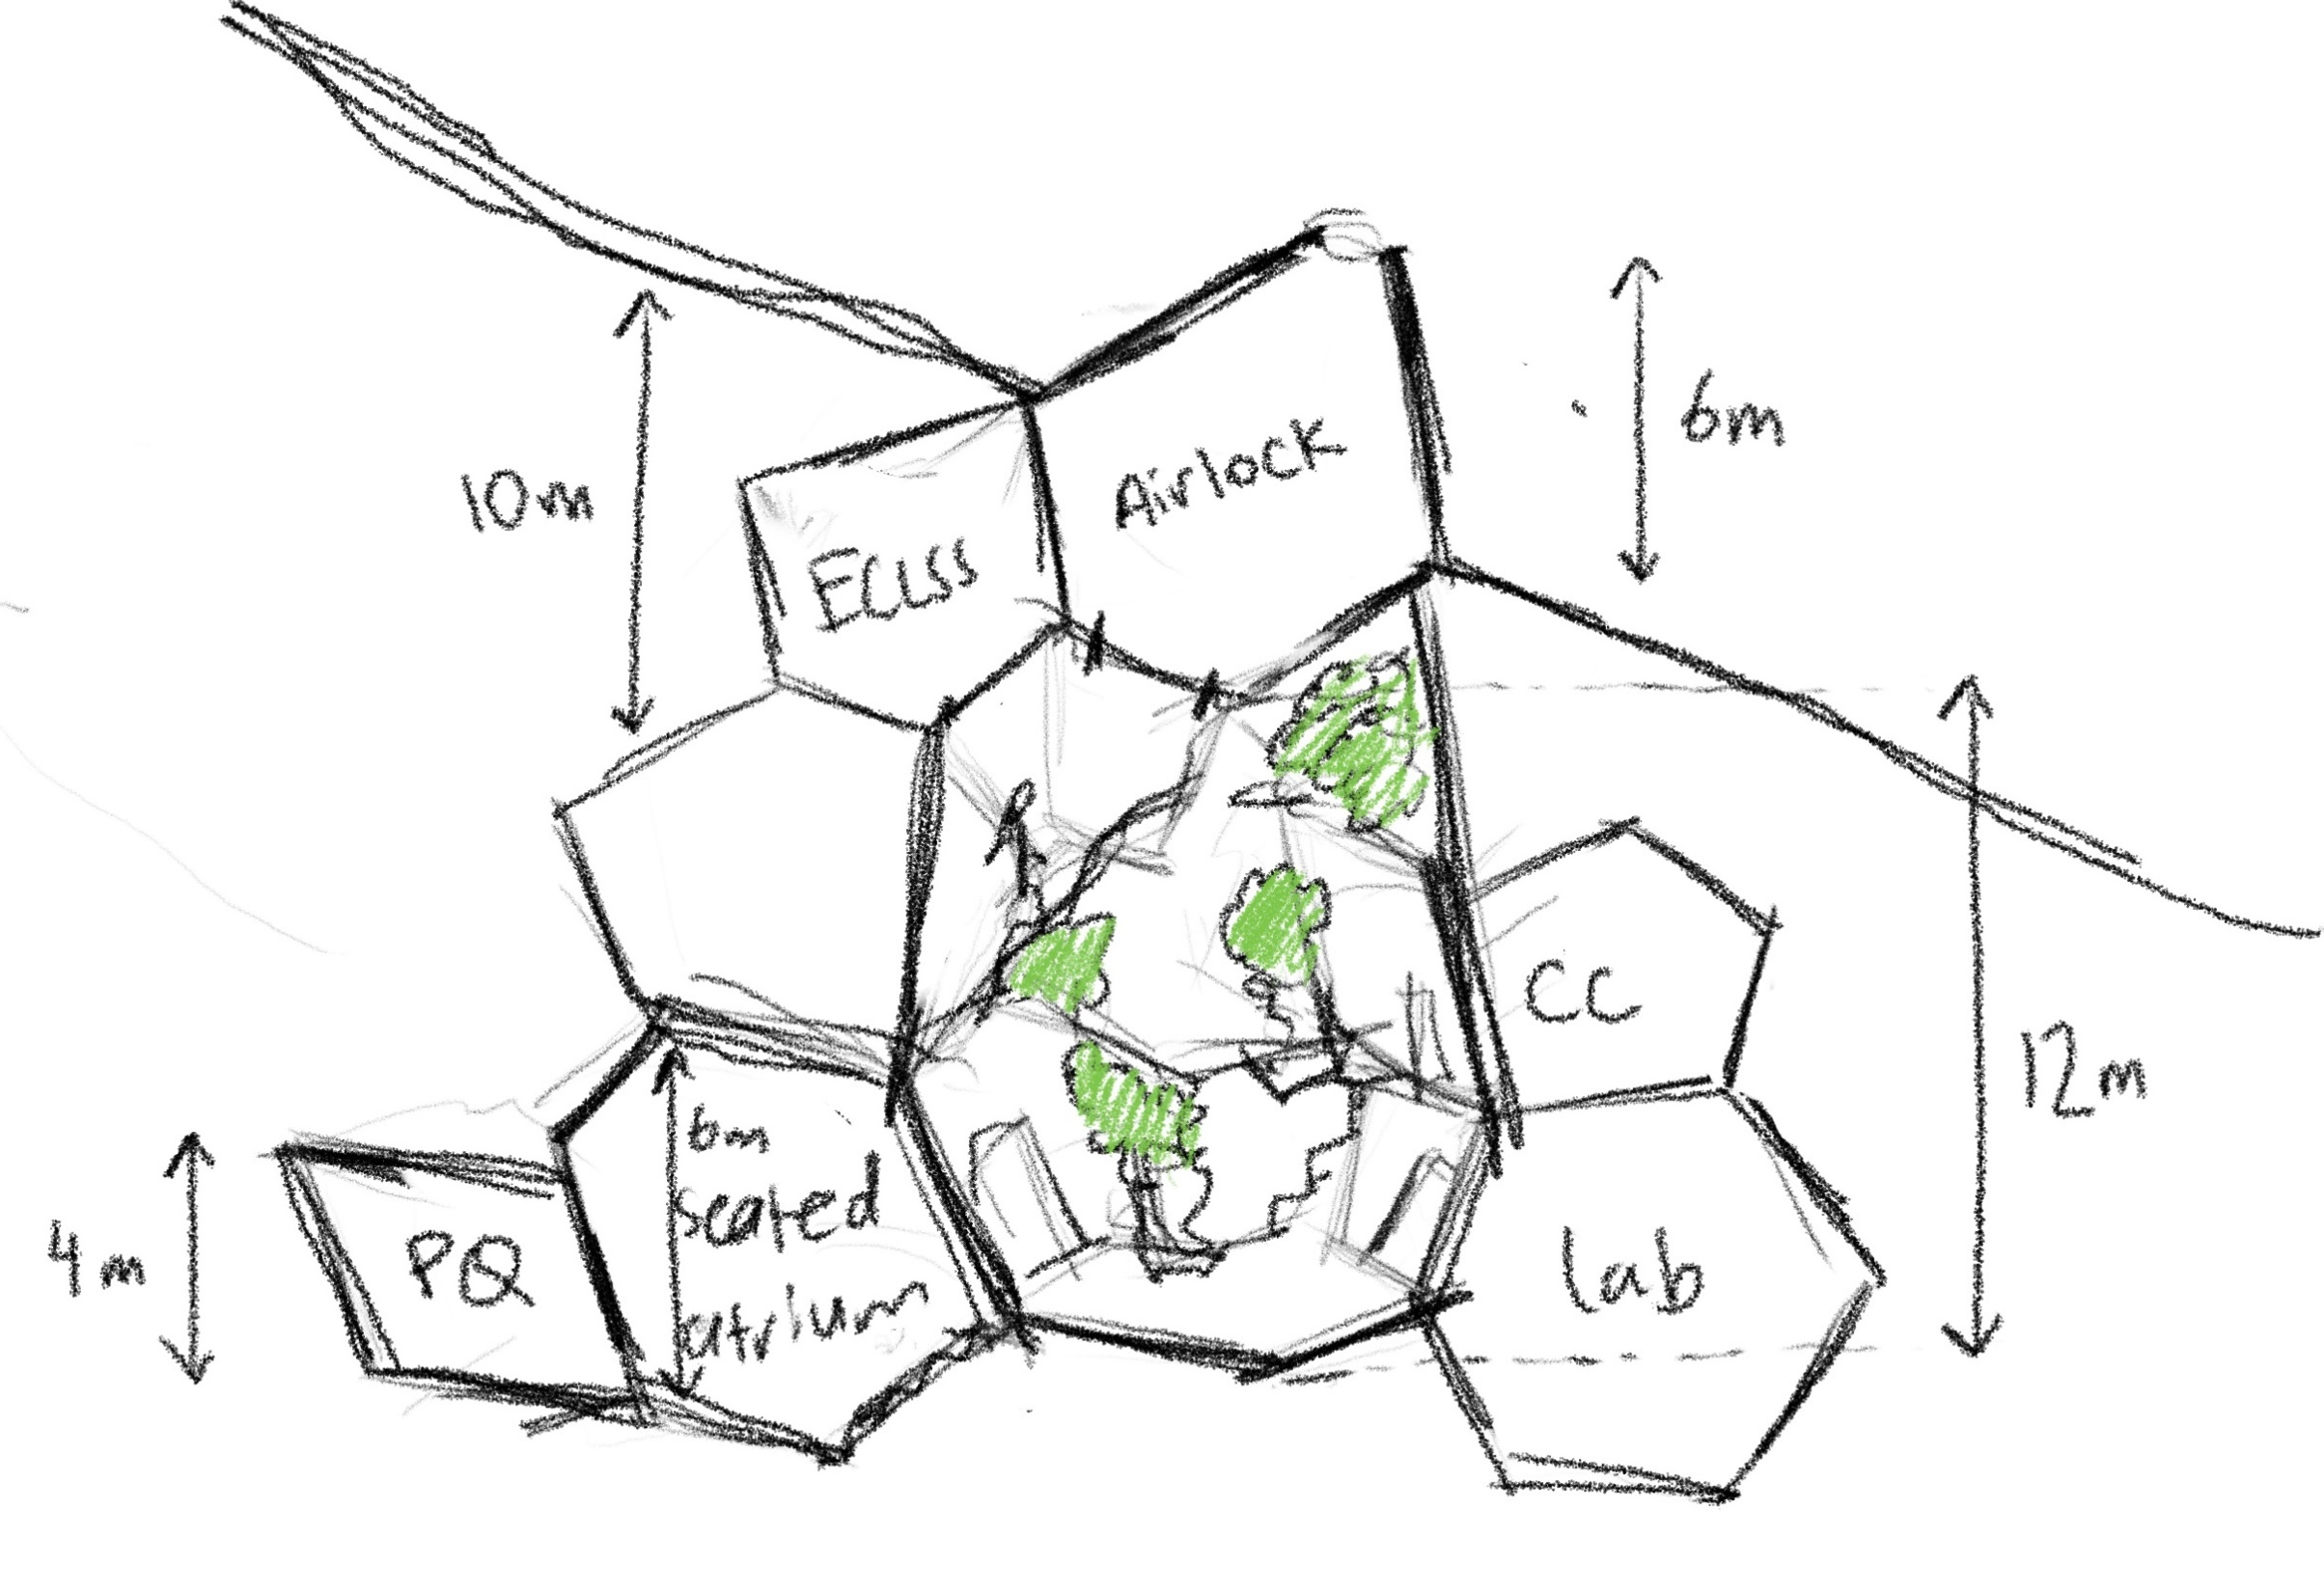 10m
6m
Airlock
ECLSS
CC
12m
6m
seated
atrium
4m
PQ
lab